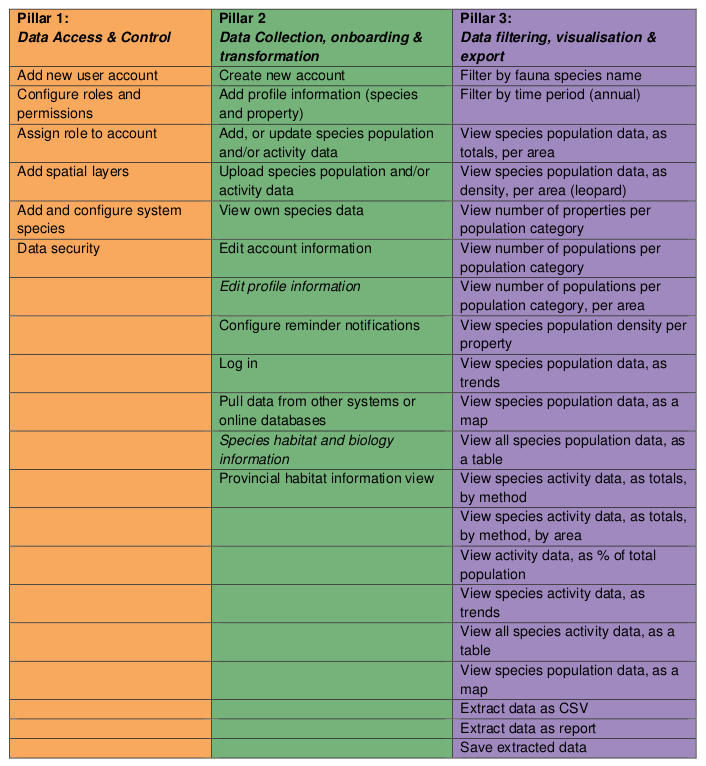 Pillar 1:
Data Access & Control
Pillar 2
Data Collection, onboarding &
transformation
Pillar 3:
Data filtering, visualisation &
export
Add new user account
Create new account
Filter by fauna species name
Configure roles and
permissions
Add profile information (species
and property)
Filter by time period (annual)
Assign role to account
Add, or update species population
and/or activity data
View species population data, as
totals, per area
Add spatial layers
Upload species population and/or
activity data
View species population data, as
density, per area (leopard)
Add and configure system
species
View own species data
View number of properties per
population category
Data security
Edit account information
View number of populations per
population category
Edit profile information
View number of populations per
population category, per area
Configure reminder notifications
View species population density per
property
Log in
View species population data, as
trends
Pull data from other systems or
online databases
View species population data, as a
map
Species habitat and biology
information
View all species population data, as
a table
Provincial habitat information view
View species activity data, as totals,
by method
View species activity data, as totals,
by method, by area
View activity data, as % of total
population
View species activity data, as
trends
View all species activity data, as a
table
View species population data, as a
map
Extract data as CSV
Extract data as report
Save extracted data